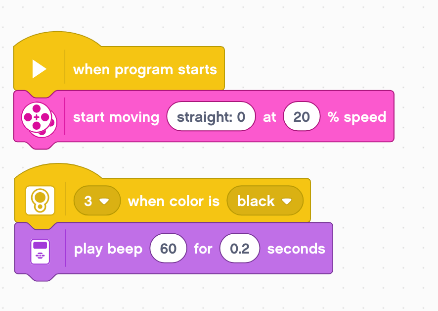 when program starts
start moving straight: 0 at 20 % speed
3 when color is black
play beep 60 for 0.2 seconds